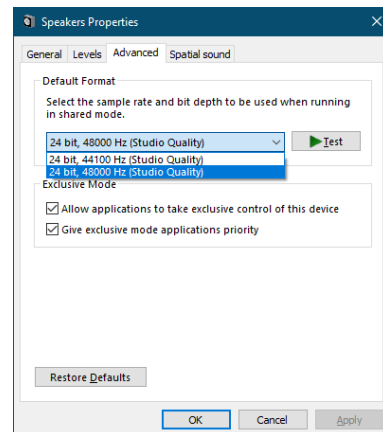 Speakers Properties
General Levels Advanced Spatial sound
Default Format
Select the sample rate and bit depth to be used when running
in shared mode.
24 bit, 48000 Hz (Studio Quality)
Test
24 bit, 44100 Hz (Studio Quality)
24 bit, 48000 Hz (Studio Quality)
Exclusive Mode
Allow applications to take exclusive control of this device
Give exclusive mode applications priority
Restore Defaults
OK Cancel Apply